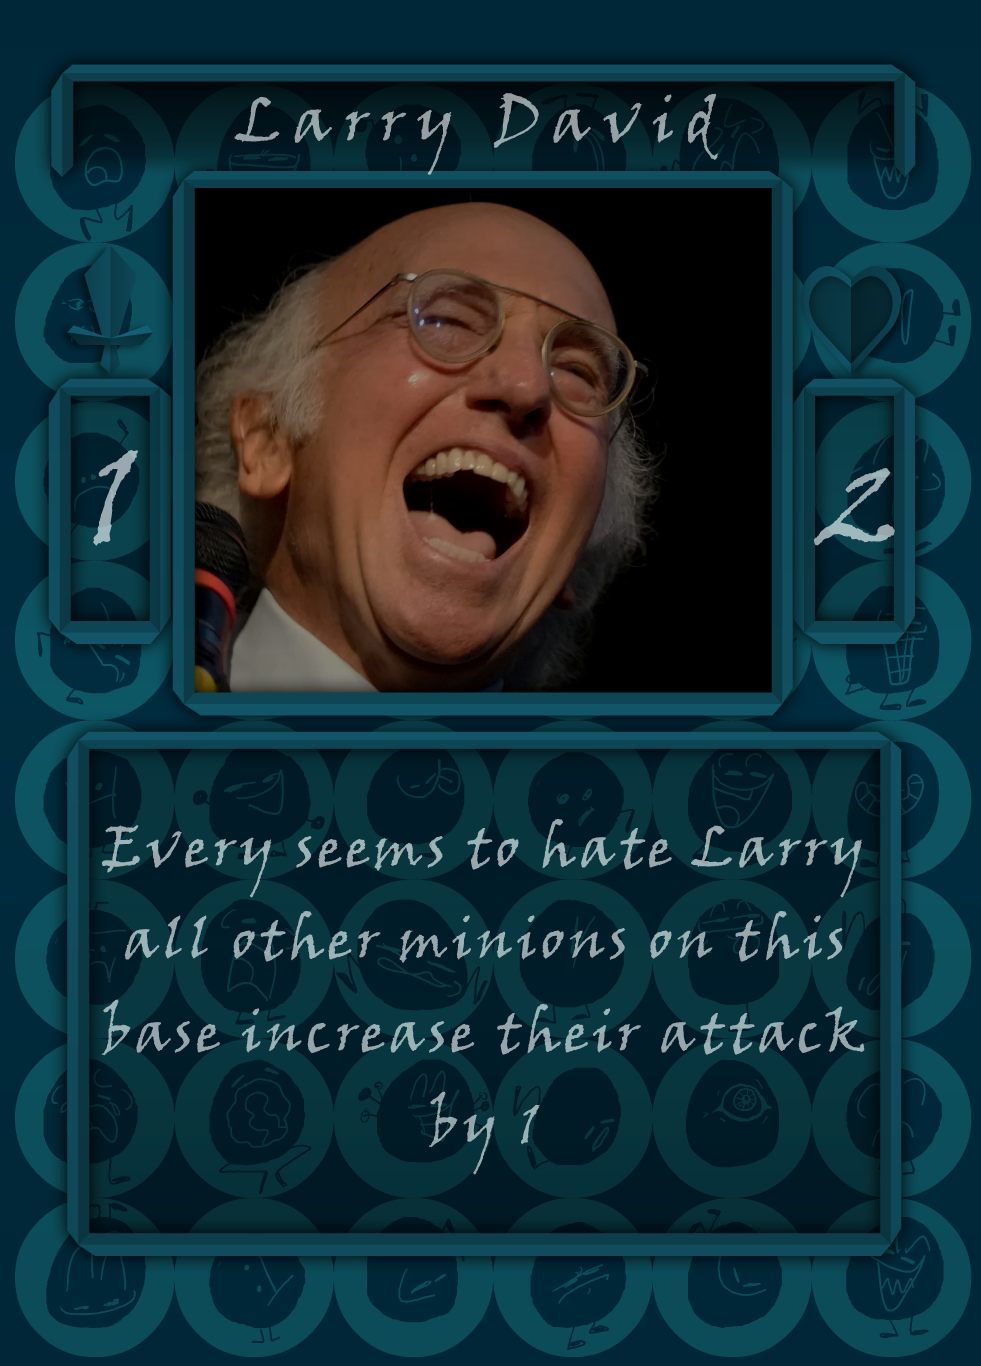 Larry David
1
2
Every seems to hate Larry
all other minions on this
base increase their attack
by 1